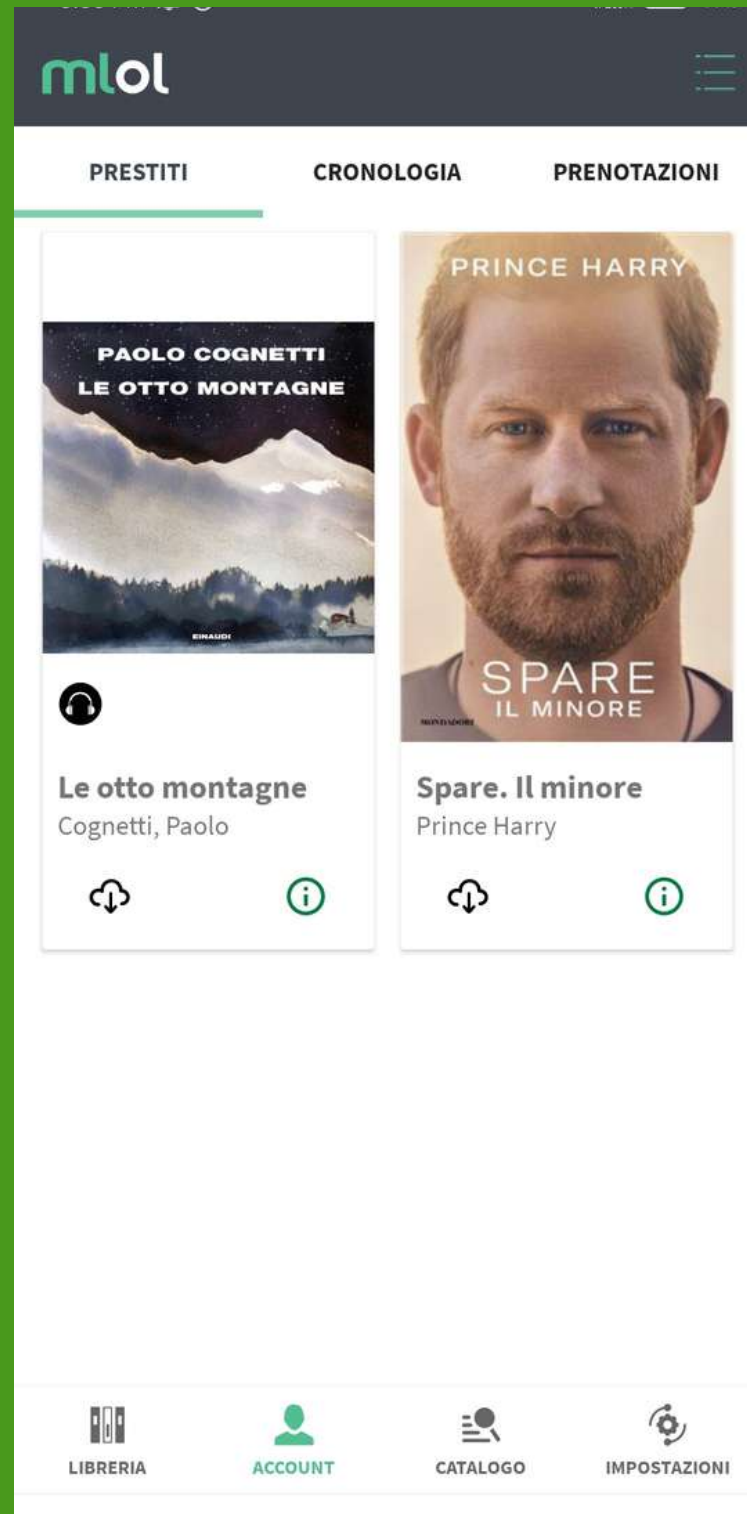 mlol
PRESTITI CRONOLOGIA PRENOTAZIONI
PAOLO COGNETTI
LE OTTO MONTAGNE
EINAUDI
Le otto montagne
Cognetti, Paolo
PRINCE HARRY
SPARE
IL MINORE
MONDADORI
Spare. Il minore
Prince Harry
LIBRERIA ACCOUNT CATALOGO IMPOSTAZIONI